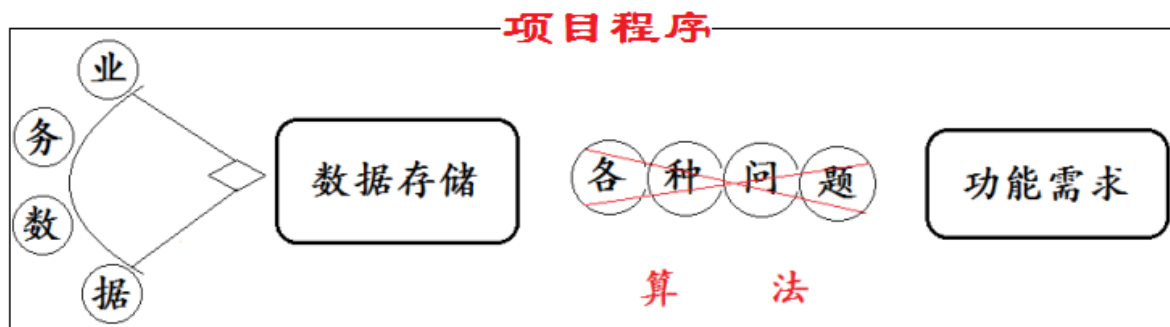 项目程序
业务数据
数据存储
各种问题
功能需求
算法